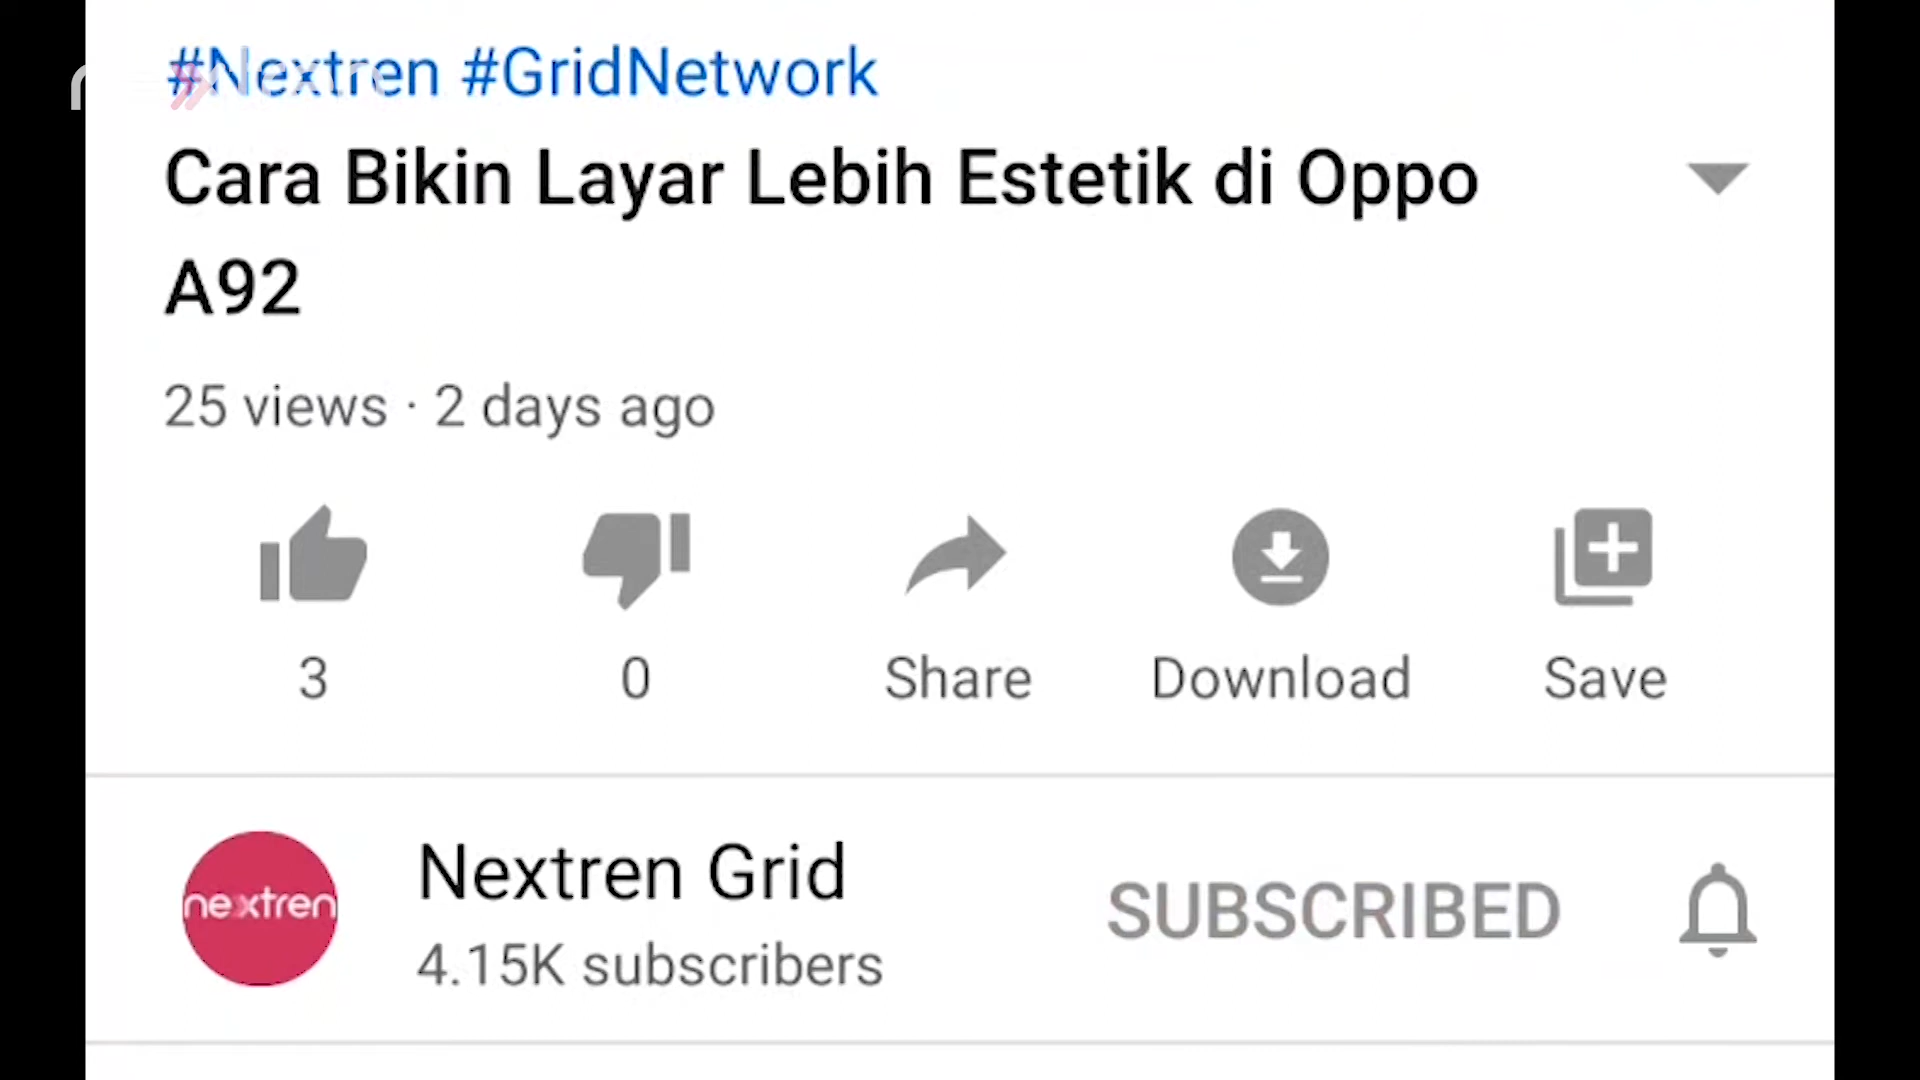 #Nextren #GridNetwork
Cara Bikin Layar Lebih Estetik di Oppo
A92
25 views · 2 days ago
3
0
Share
Download
Save
nextren
Nextren Grid
4.15K subscribers
SUBSCRIBED